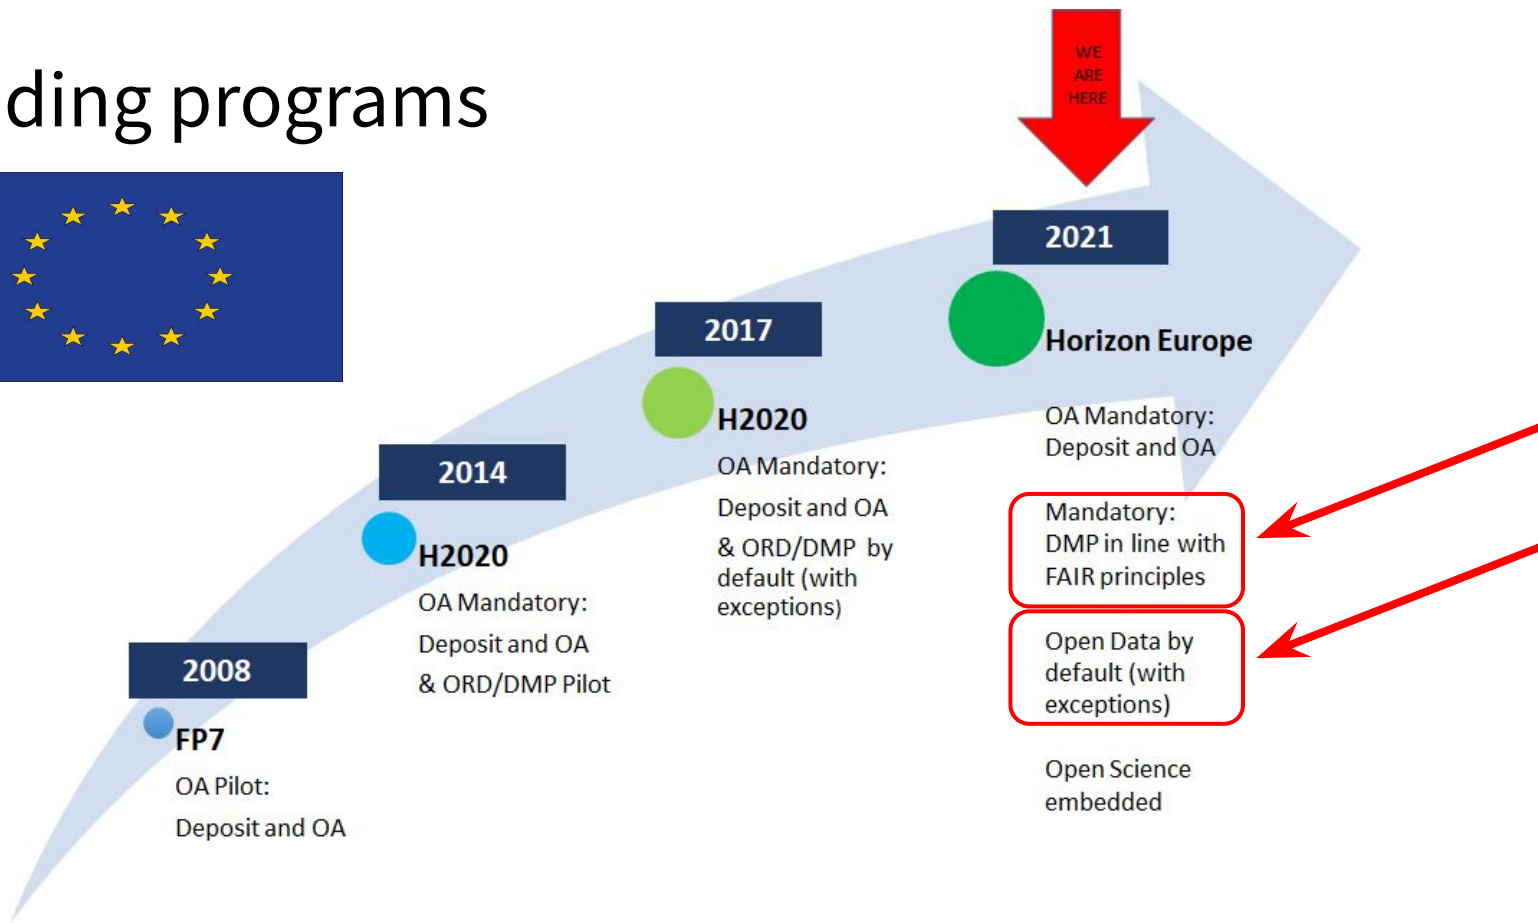 ding programs
WE
ARE
HERE
2021
Horizon Europe
OA Mandatory:
Deposit and OA
Mandatory:
DMP in line with
FAIR principles
Open Data by
default (with
exceptions)
Open Science
embedded
2017
H2020
OA Mandatory:
Deposit and OA
& ORD/DMP by
default (with
exceptions)
2014
H2020
OA Mandatory:
Deposit and OA
& ORD/DMP Pilot
2008
FP7
OA Pilot:
Deposit and OA